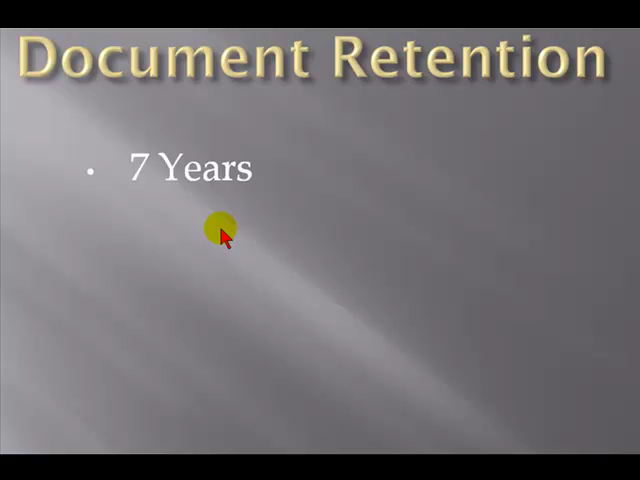 Document Retention
• 7 Years